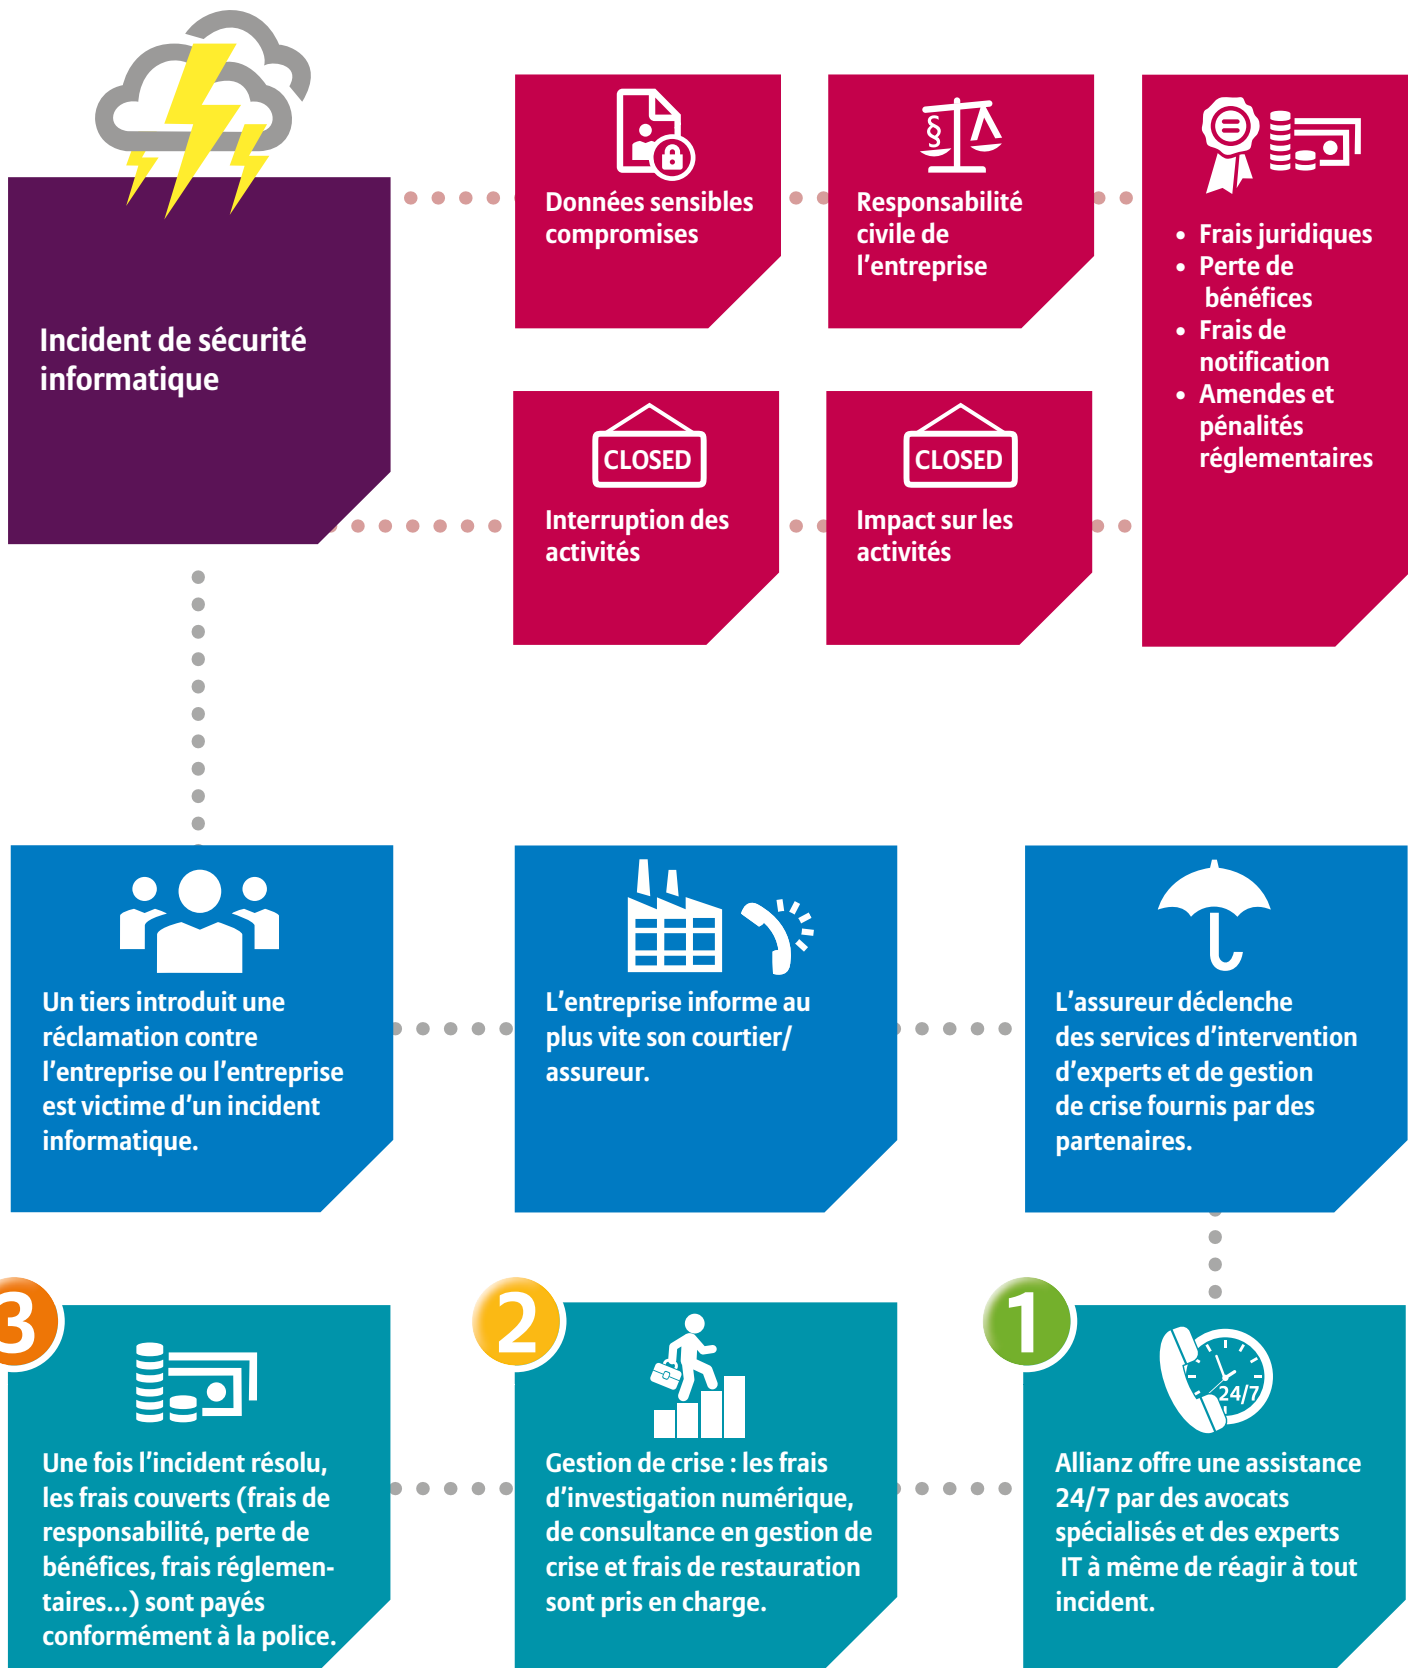 Incident de sécurité
informatique
Données sensibles
compromises
§
Responsabilité
civile de
l'entreprise
• Frais juridiques
• Perte de
bénéfices
• Frais de
notification
• Amendes et
pénalités
réglementaires
CLOSED
Interruption des
activités
CLOSED
Impact sur les
activités
Un tiers introduit une
réclamation contre
l'entreprise ou l'entreprise
est victime d'un incident
informatique.
L'entreprise informe au
plus vite son courtier/
assureur.
L'assureur déclenche
des services d'intervention
d'experts et de gestion
de crise fournis par des
partenaires.
1
24/7
Allianz offre une assistance
24/7 par des avocats
spécialisés et des experts
IT à même de réagir à tout
incident.
2
Gestion de crise : les frais
d'investigation numérique,
de consultance en gestion de
crise et frais de restauration
sont pris en charge.
3
Une fois l'incident résolu,
les frais couverts (frais de
responsabilité, perte de
bénéfices, frais réglemen-
taires...) sont payés
conformément à la police.